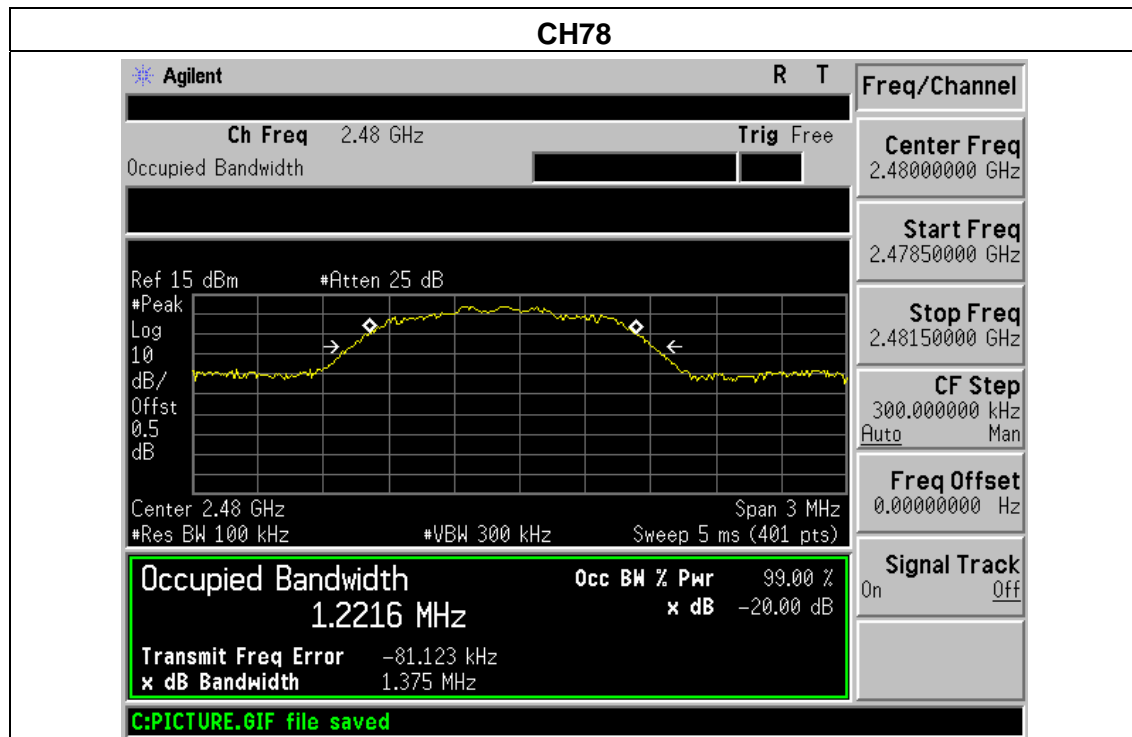 CH78
Agilent R T
Ch Freq 2.48 GHz Trig Free
Occupied Bandwidth
Ref 15 dBm #Atten 25 dB
#Peak
Log
10
dB/
Offst
0.5
dB
Center 2.48 GHz Span 3 MHz
#Res BW 100 kHz #VBW 300 kHz Sweep 5 ms (401 pts)
Occupied Bandwidth Occ BW % Pwr 99.00 %
1.2216 MHz x dB -20.00 dB
Transmit Freq Error -81.123 kHz
x dB Bandwidth 1.375 MHz
C:PICTURE.GIF file saved
Freq/Channel
Center Freq
2.48000000 GHz
Start Freq
2.47850000 GHz
Stop Freq
2.48150000 GHz
CF Step
300.000000 kHz
Auto Man
Freq Offset
0.00000000 Hz
Signal Track
On Off